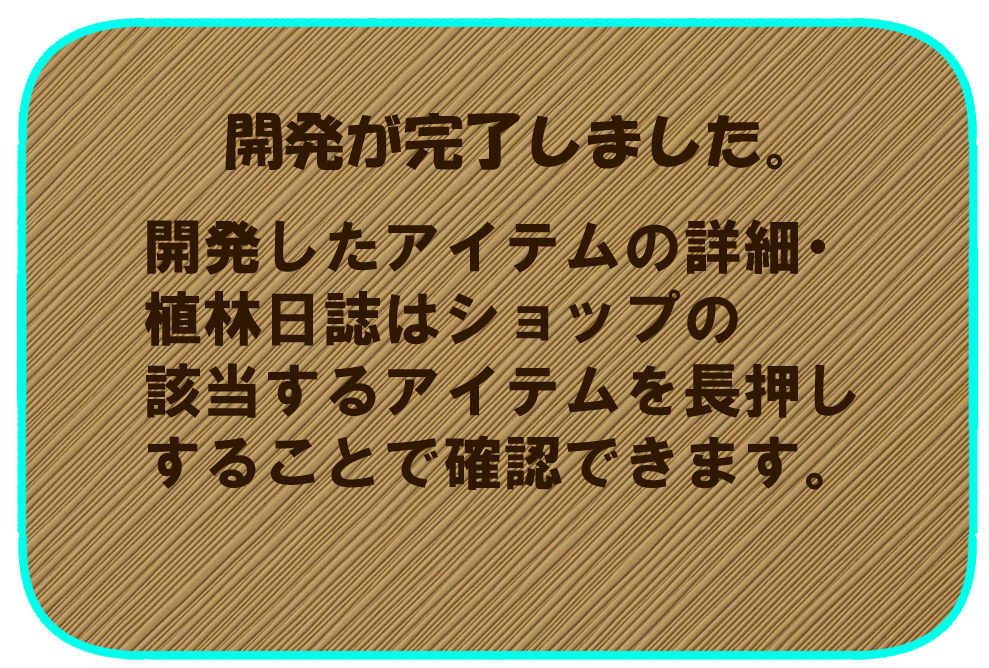 開発が完了しました。
開発したアイテムの詳細・
植林日誌はショップの
該当するアイテムを長押し
することで確認できます。